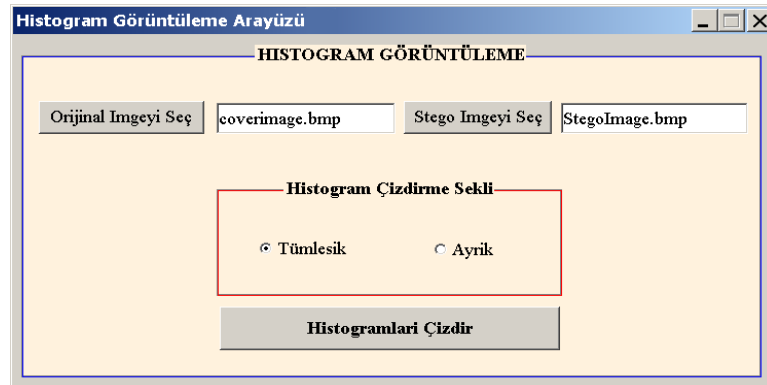 Histogram Görüntüleme Arayüzü
HISTOGRAM GÖRÜNTÜLEME
Orijinal Imgeyi Seç coverimage.bmp Stego Imgeyi Seç StegoImage.bmp
Histogram Çizdirme Sekli
Tümlesik Ayrik
Histogramlari Çizdir